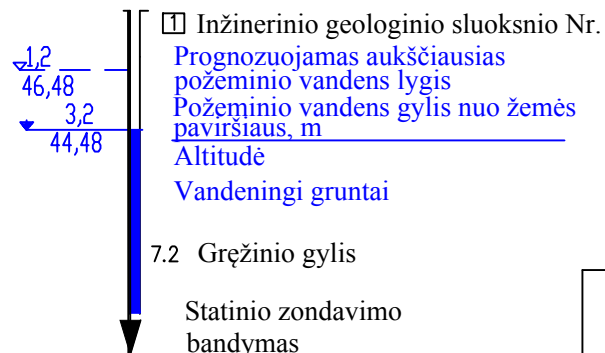 1 Inžinerinio geologinio sluoksnio Nr.
1,2
46,48
Prognozuojamas aukščiausias
požeminio vandens lygis
3,2
44,48
Požeminio vandens gylis nuo žemės
paviršiaus, m
Altitudė
Vandeningi gruntai
7.2 Gręžinio gylis
Statinio zondavimo
bandymas